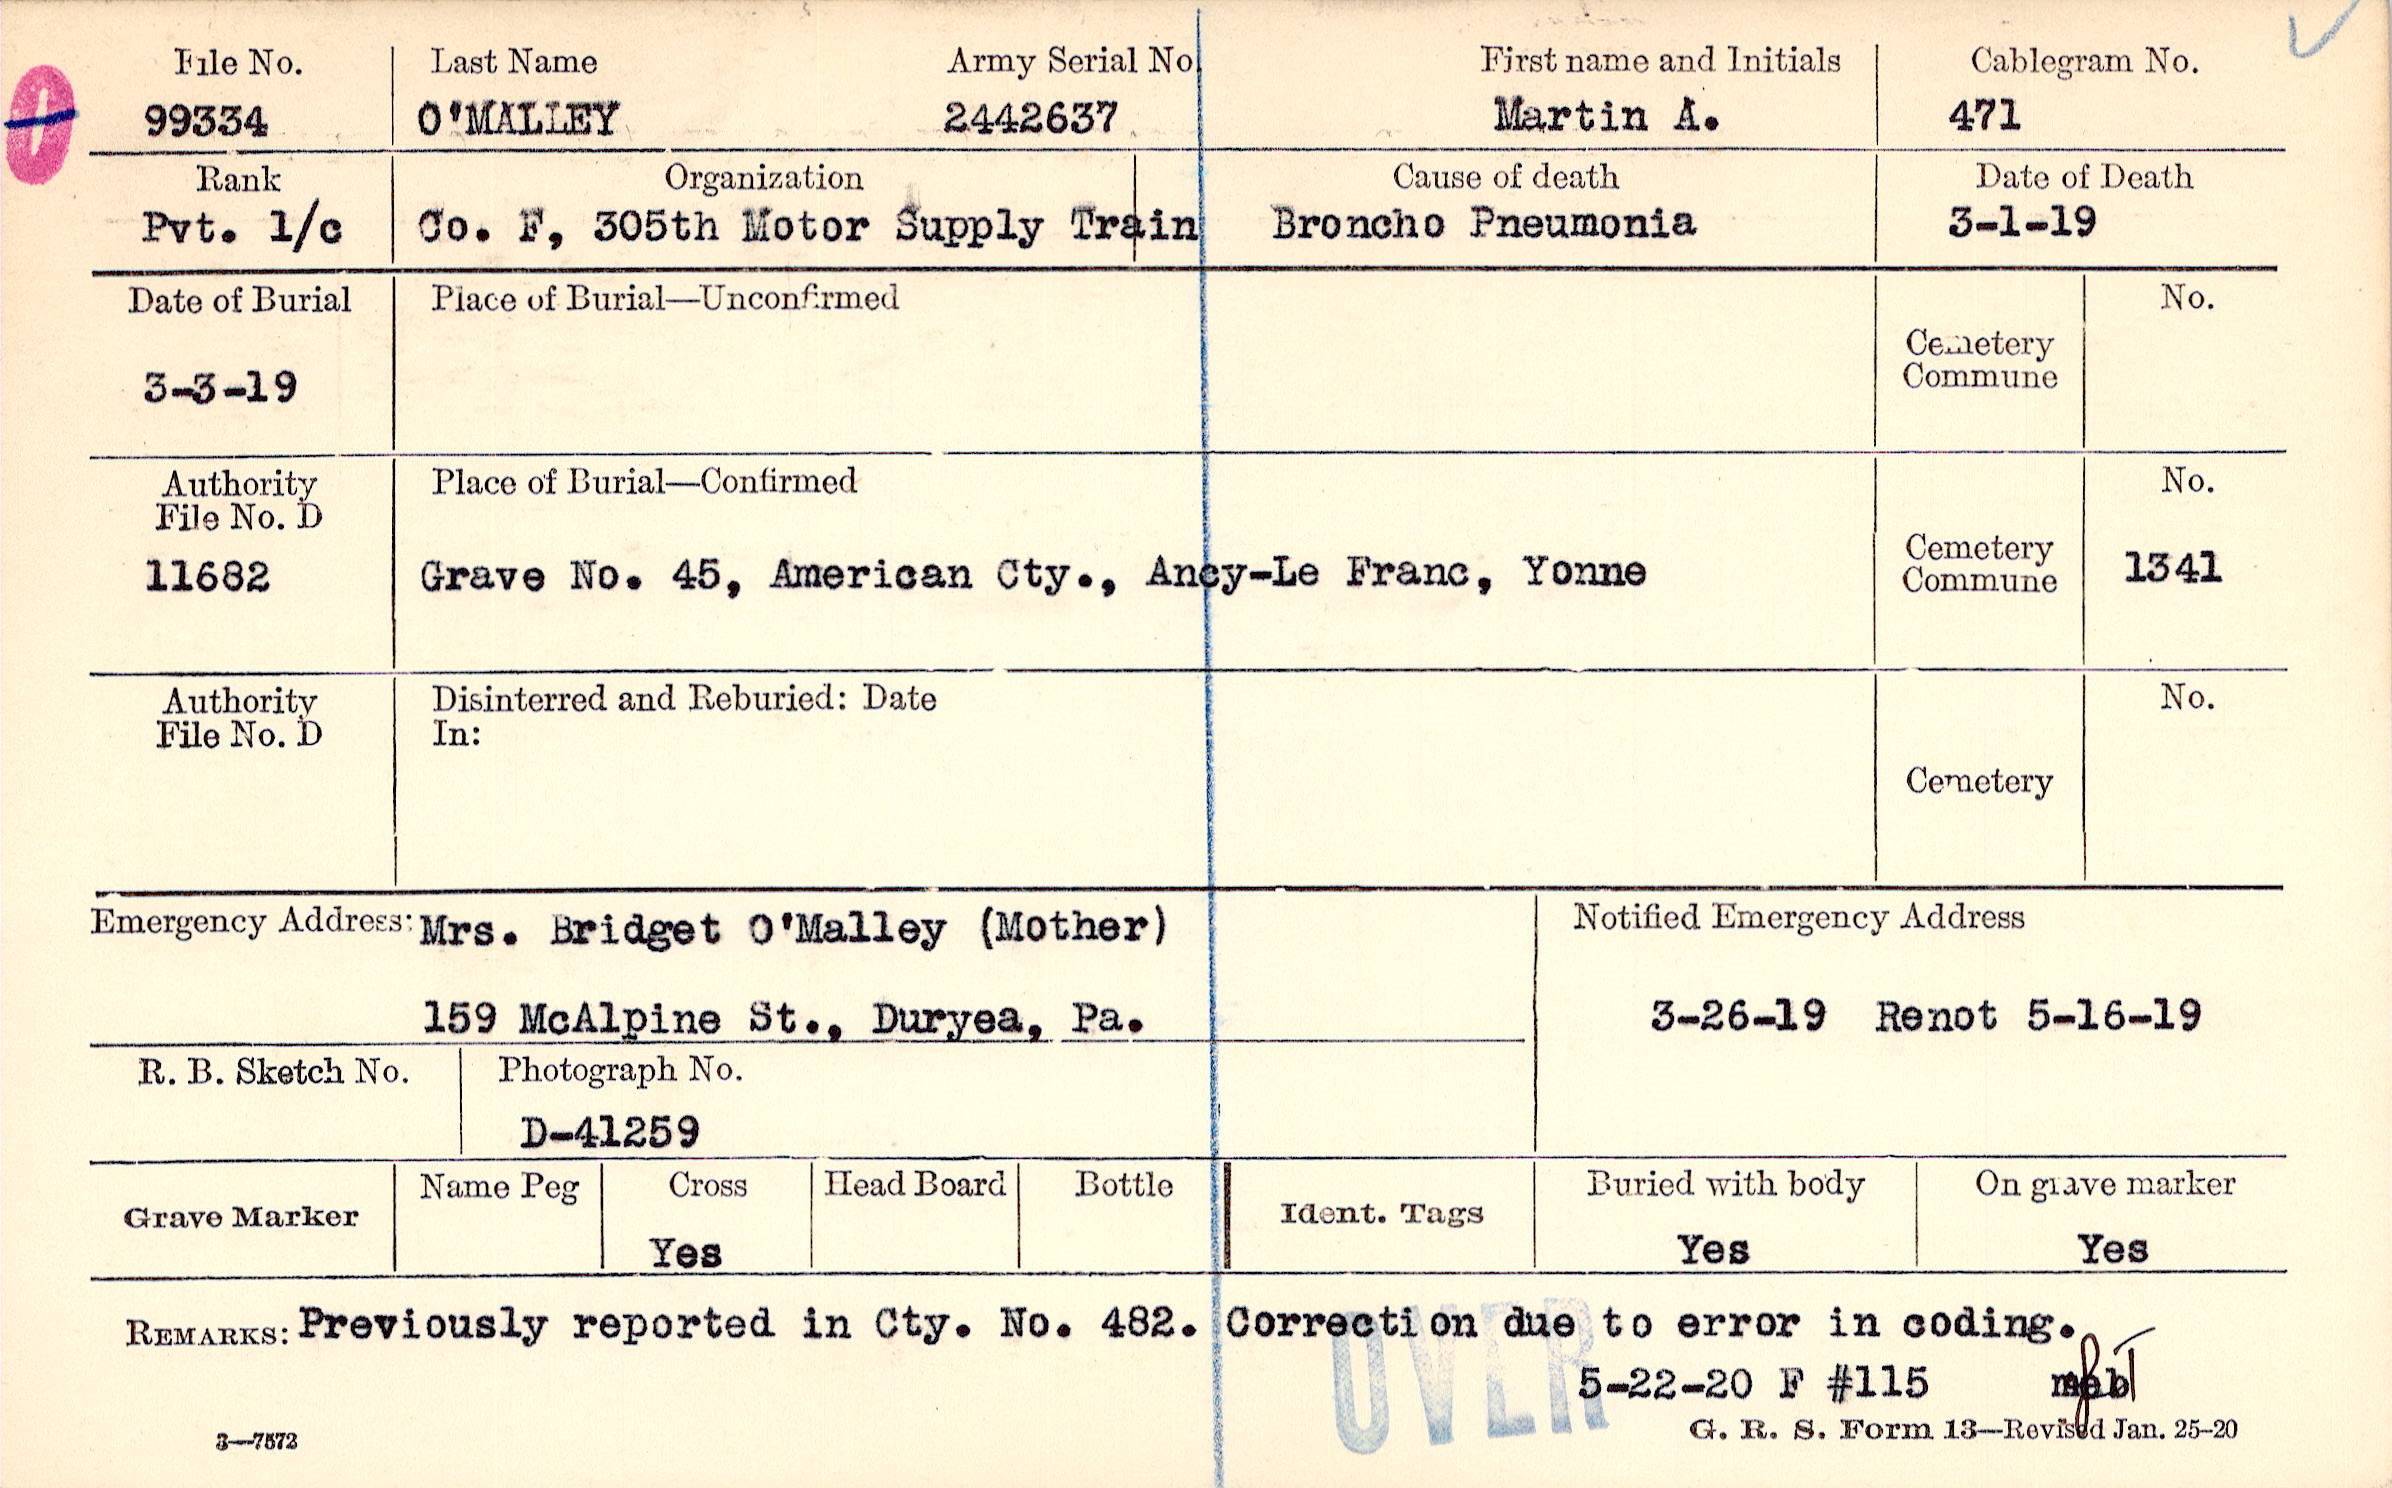 File No. Last Name Army Serial No. First name and Initials Cablegram No.
99334 O'MALLEY 2442637 Martin A. 471
Rank Organization Cause of death Date of Death
Pvt. 1/c Co. F, 305th Motor Supply Train Broncho Pneumonia 3-1-19
Date of Burial Place of Burial—Unconfirmed No.
Cemetery
Commune
3-3-19
Authority Place of Burial—Confirmed No.
File No. D
Cemetery
Commune
11682 Grave No. 45, American Cty., Ancy-Le Franc, Yonne 1341
Authority Disinterred and Reburied: Date No.
File No. D In:
Cemetery
Emergency Address: Mrs. Bridget O'Malley (Mother) Notified Emergency Address
159 McAlpine St., Duryea, Pa. 3-26-19 Renot 5-16-19
R. B. Sketch No. Photograph No.
D-41259
Grave Marker Name Peg Cross Head Board Bottle Ident. Tags Buried with body On grave marker
Yes Yes Yes
REMARKS: Previously reported in Cty. No. 482. Correction due to error in coding.
OVER
5-22-20 F #115
G. R. S. Form 13—Revised Jan. 25-20
3—7572